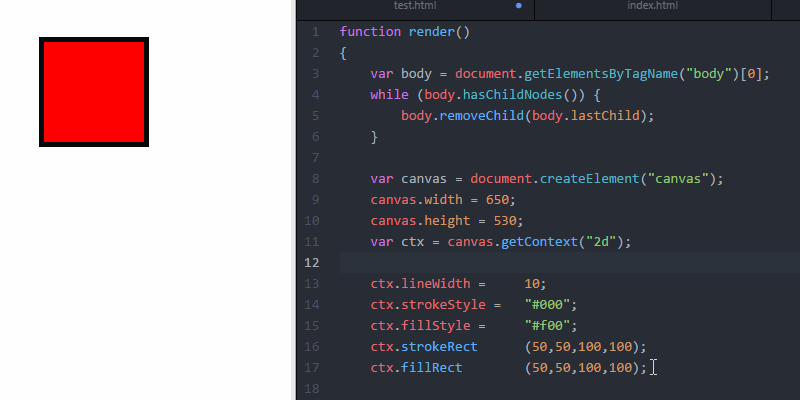 test.html index.html
1 function render()
2 {
3 var body = document.getElementsByTagName("body")[0];
4 while (body.hasChildNodes()) {
5 body.removeChild(body.lastChild);
6 }
7
8 var canvas = document.createElement("canvas");
9 canvas.width = 650;
10 canvas.height = 530;
11 var ctx = canvas.getContext("2d");
12
13 ctx.lineWidth = 10;
14 ctx.strokeStyle = "#000";
15 ctx.fillStyle = "#f00";
16 ctx.strokeRect (50,50,100,100);
17 ctx.fillRect (50,50,100,100);
18